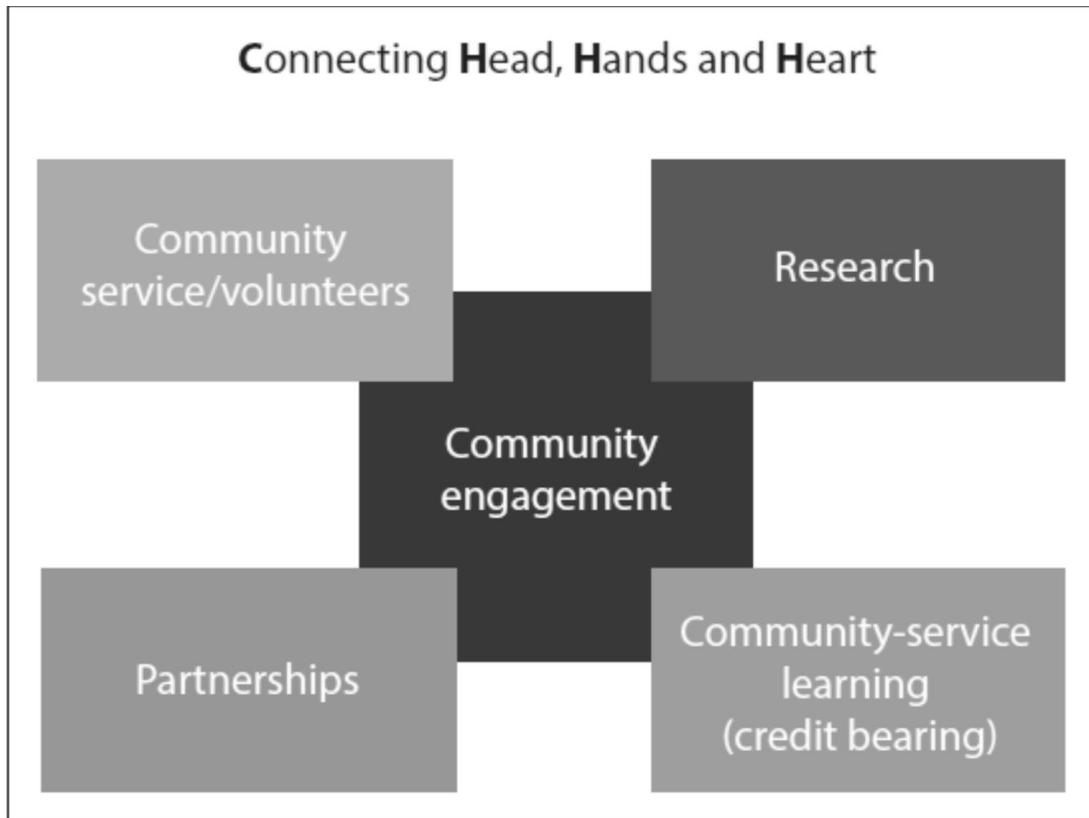 Connecting Head, Hands and Heart
Community
service/volunteers
Research
Community
engagement
Partnerships
Community-service
learning
(credit bearing)